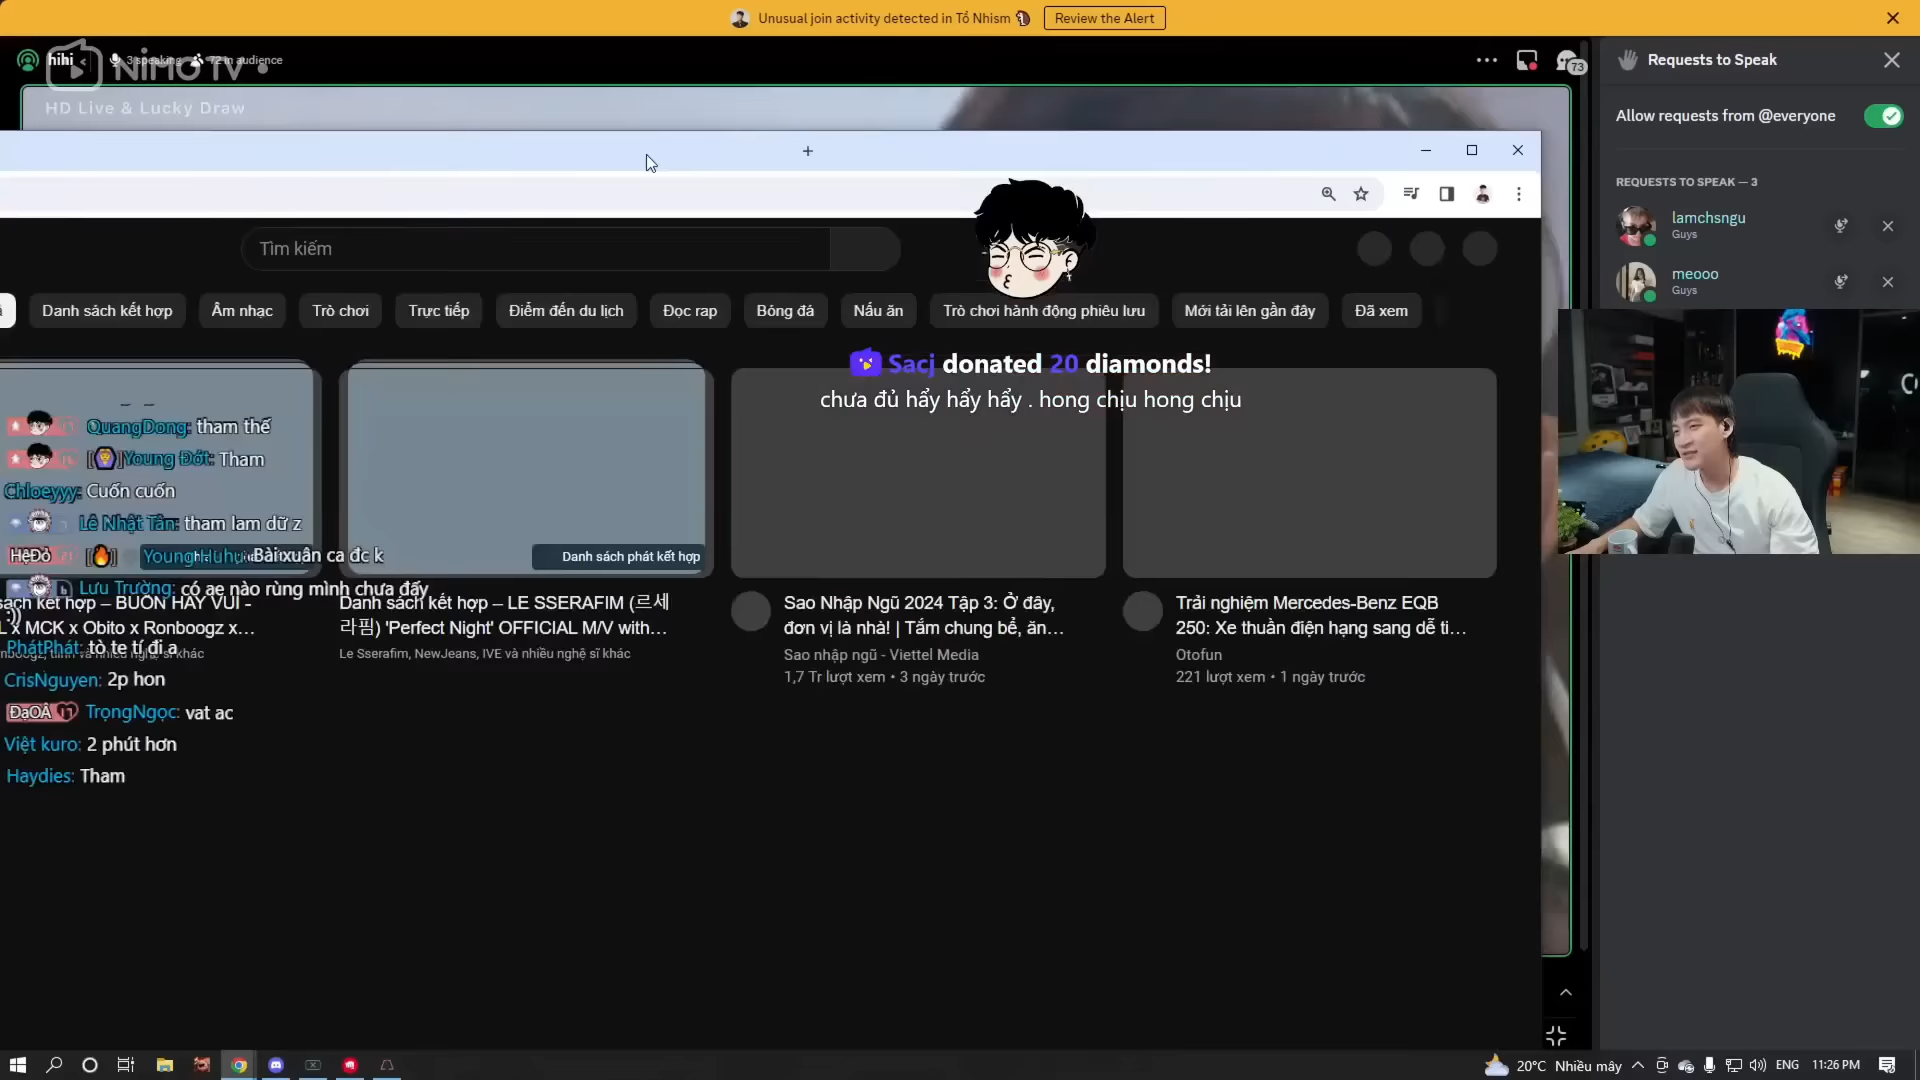 Unusual join activity detected in Tổ Nhism
Review the Alert
hihi
3 speaking
72 in audience
NIMO TV
HD Live & Lucky Draw
73
Requests to Speak
Allow requests from @everyone
REQUESTS TO SPEAK — 3
lamchsngu
Guys
meooo
Guys
Tìm kiếm
Danh sách kết hợp
Âm nhạc
Trò chơi
Trực tiếp
Điểm đến du lịch
Đọc rap
Bóng đá
Nấu ăn
Trò chơi hành động phiêu lưu
Mới tải lên gần đây
Đã xem
Sacj donated 20 diamonds!
chưa đủ hẩy hẩy hẩy . hong chịu hong chịu
QuangDong: tham thế
Young Đót: Tham
Chloeyyy: Cuốn cuốn
Lê Nhật Tân: tham lam dữ z
HệĐỏ YoungHuhu: Bài xuân ca đc k
Lưu Trường: có ae nào rùng mình chưa đấy
:))
PhátPhát: tò te tí đi a
CrisNguyen: 2p hon
ĐạOÂ 17 TrọngNgọc: vat ac
Việt kuro: 2 phút hơn
Haydies: Tham
sách kết hợp – BUỒN HAY VUI -
L x MCK x Obito x Ronboogz x…
nhiều nghệ sĩ khác
Danh sách phát kết hợp
Danh sách kết hợp – LE SSERAFIM (르세
라핌) 'Perfect Night' OFFICIAL M/V with…
Le Sserafim, NewJeans, IVE và nhiều nghệ sĩ khác
Sao Nhập Ngũ 2024 Tập 3: Ở đây,
đơn vị là nhà! | Tắm chung bể, ăn…
Sao nhập ngũ - Viettel Media
1,7 Tr lượt xem • 3 ngày trước
Trải nghiệm Mercedes-Benz EQB
250: Xe thuần điện hạng sang dễ ti…
Otofun
221 lượt xem • 1 ngày trước
20°C Nhiều mây
ENG
11:26 PM